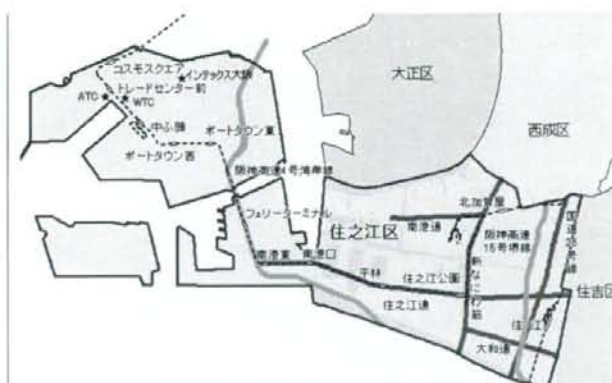 コスモスクエア
インテックス大阪
トレードセンター前
ATC
WTC
中ふ頭
ポートタウン東
ポートタウン西
大正区
西成区
阪神高速4号湾岸線
フェリーターミナル
住之江区
北加賀屋
南港通
阪神高速
15号堺線
国道26号線
新なにわ筋
南港東
南港口
平林
住之江公園
住之江通
住吉区
大和通